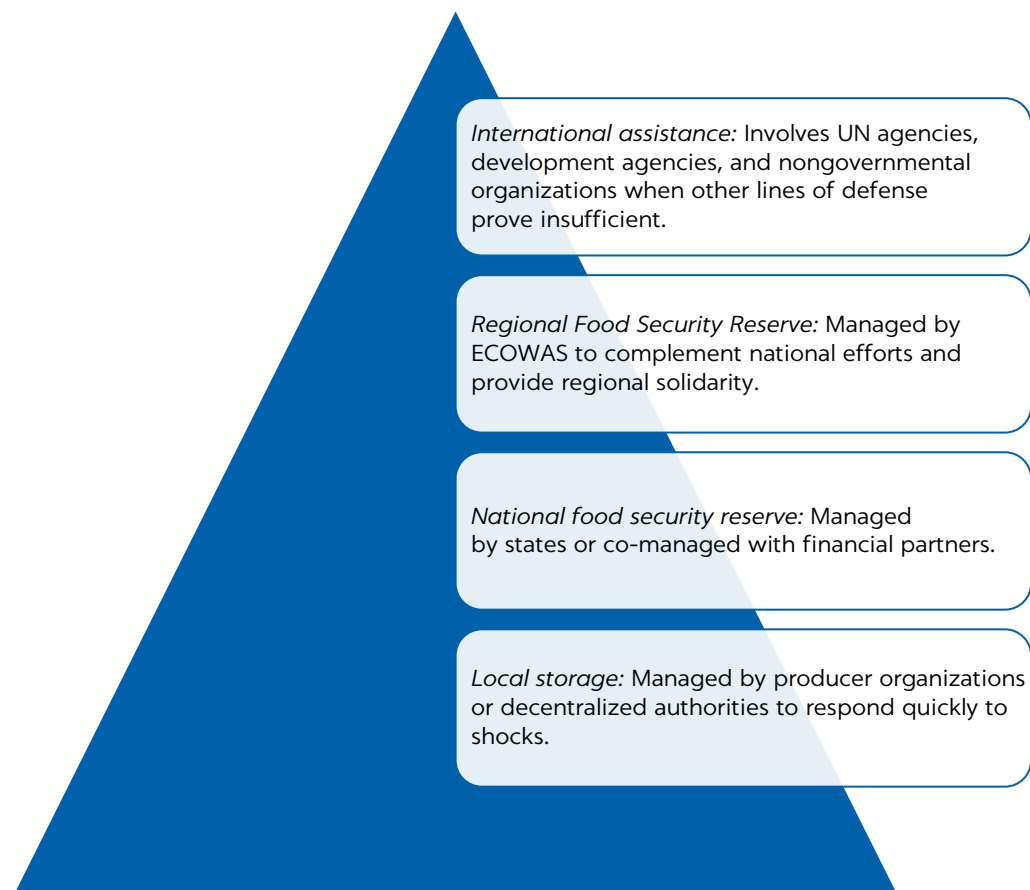 International assistance: Involves UN agencies,
development agencies, and nongovernmental
organizations when other lines of defense
prove insufficient.
Regional Food Security Reserve: Managed by
ECOWAS to complement national efforts and
provide regional solidarity.
National food security reserve: Managed
by states or co-managed with financial partners.
Local storage: Managed by producer organizations
or decentralized authorities to respond quickly to
shocks.